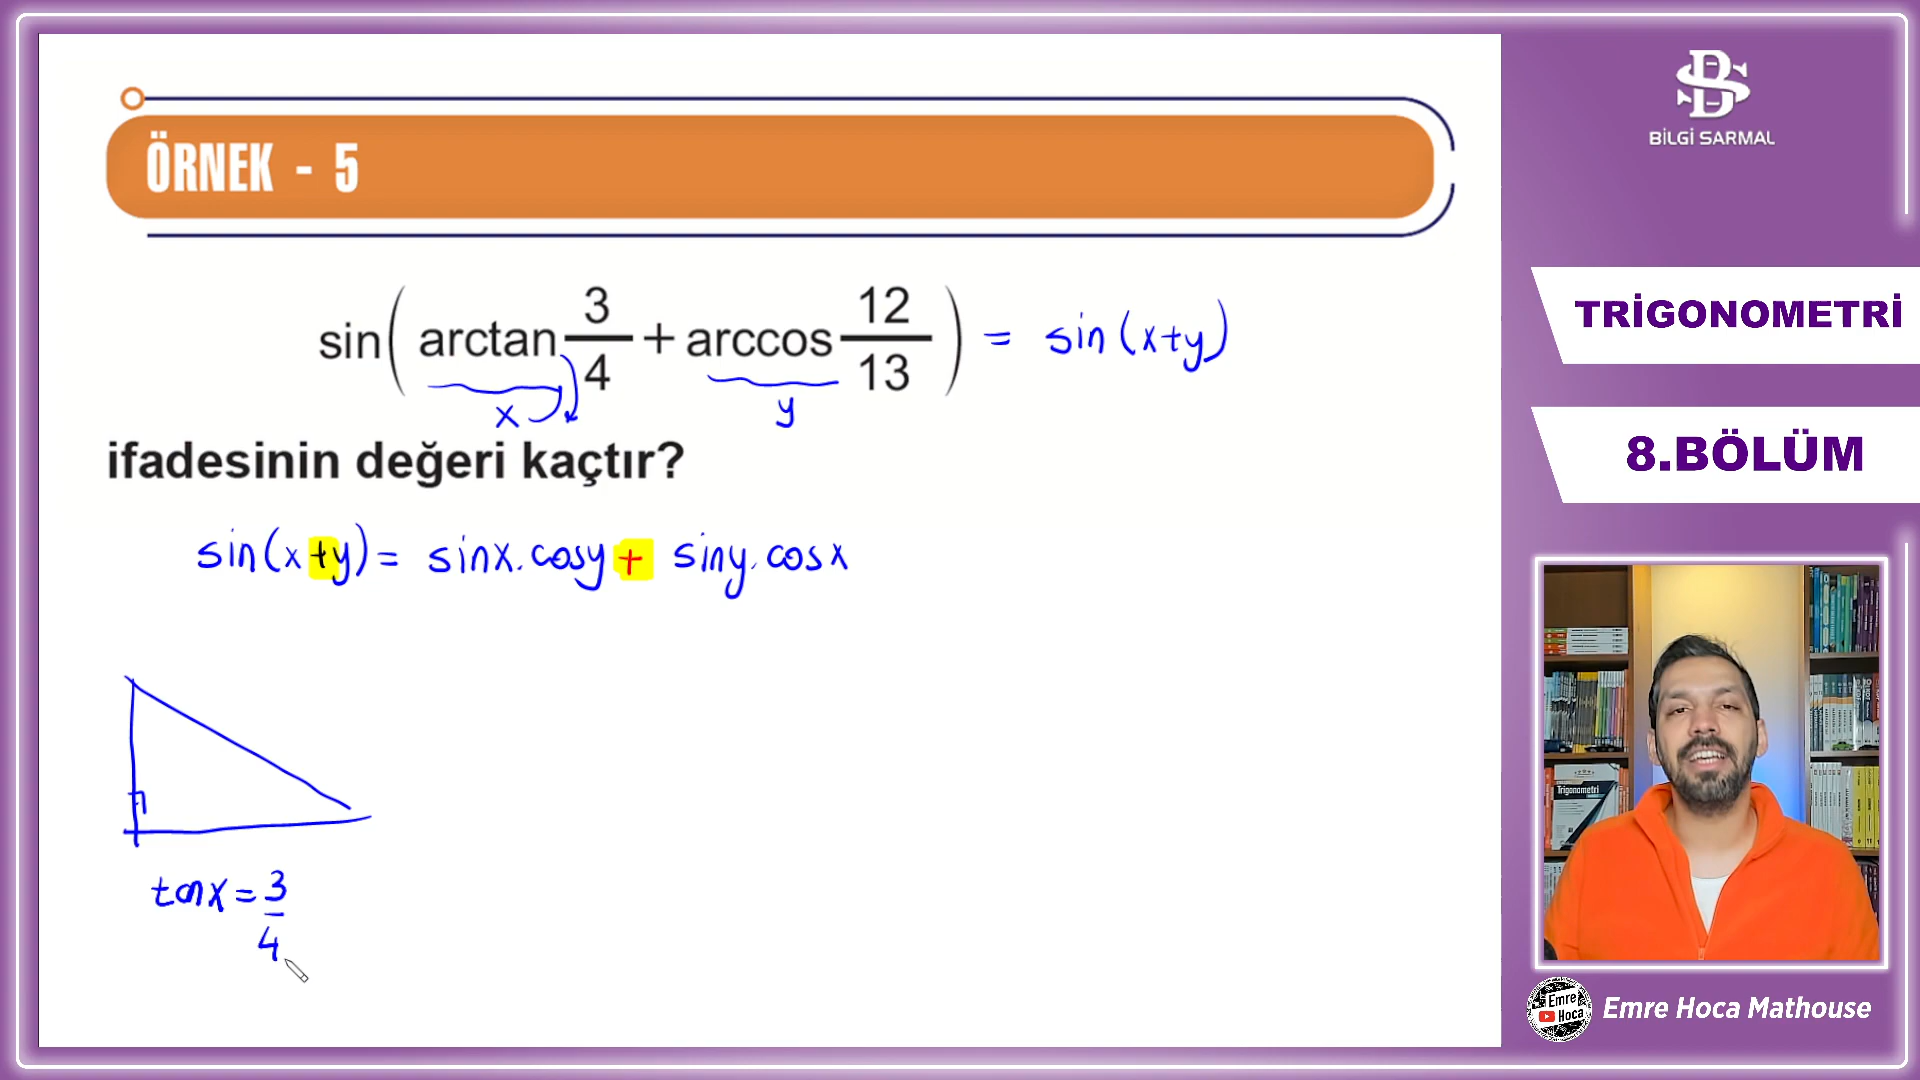 ÖRNEK - 5
BİLGİ SARMAL
sin( arctan 3/4 + arccos 12/13 ) = sin (x+y)
x y
ifadesinin değeri kaçtır?
sin(x+y) = sinx.cosy + siny.cosx
tanx = 3/4
TRİGONOMETRİ
8.BÖLÜM
Trigonometri
Emre Hoca
Emre Hoca Mathouse